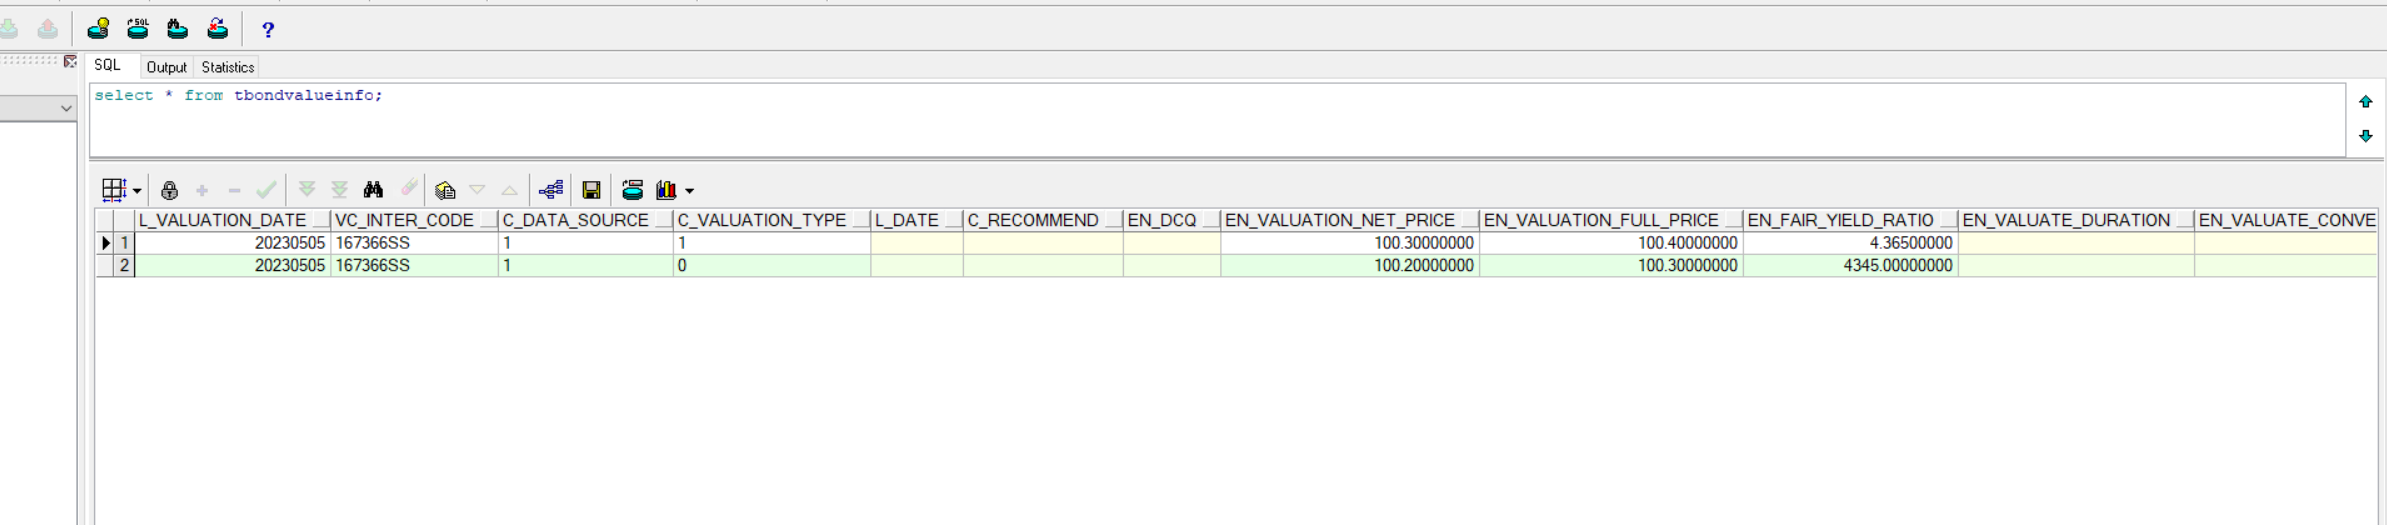 SQL
?
SQL Output Statistics
select * from tbondvalueinfo;
L_VALUATION_DATE VC_INTER_CODE C_DATA_SOURCE C_VALUATION_TYPE L_DATE C_RECOMMEND EN_DCQ EN_VALUATION_NET_PRICE EN_VALUATION_FULL_PRICE EN_FAIR_YIELD_RATIO EN_VALUATE_DURATION EN_VALUATE_CONVE
1 20230505 167366SS 1 1 100.30000000 100.40000000 4.36500000
2 20230505 167366SS 1 0 100.20000000 100.30000000 4345.00000000